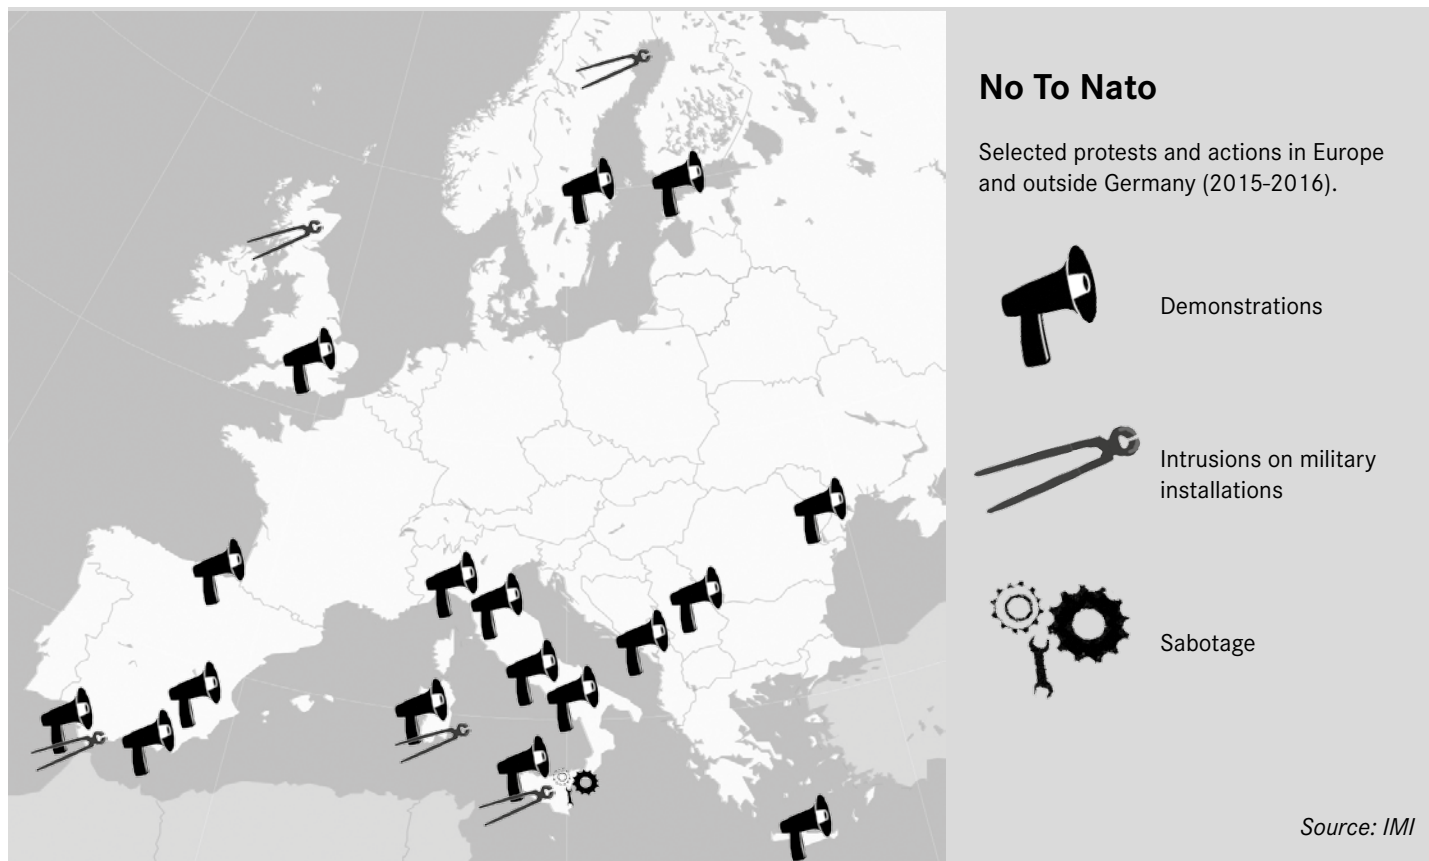 No To Nato
Selected protests and actions in Europe
and outside Germany (2015-2016).
Demonstrations
Intrusions on military
installations
Sabotage
Source: IMI